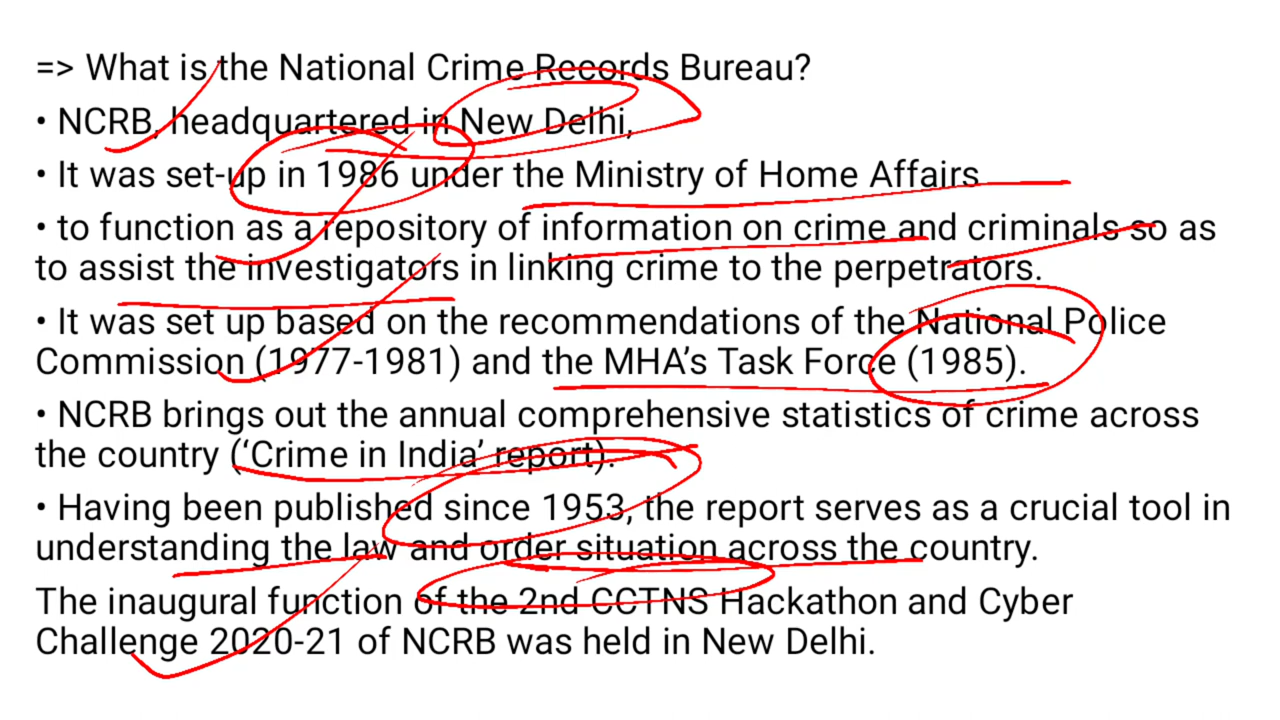 => What is the National Crime Records Bureau?
• NCRB, headquartered in New Delhi,
• It was set-up in 1986 under the Ministry of Home Affairs
• to function as a repository of information on crime and criminals so as
to assist the investigators in linking crime to the perpetrators.
• It was set up based on the recommendations of the National Police
Commission (1977-1981) and the MHA’s Task Force (1985).
• NCRB brings out the annual comprehensive statistics of crime across
the country (‘Crime in India’ report).
• Having been published since 1953, the report serves as a crucial tool in
understanding the law and order situation across the country.
The inaugural function of the 2nd CCTNS Hackathon and Cyber
Challenge 2020-21 of NCRB was held in New Delhi.